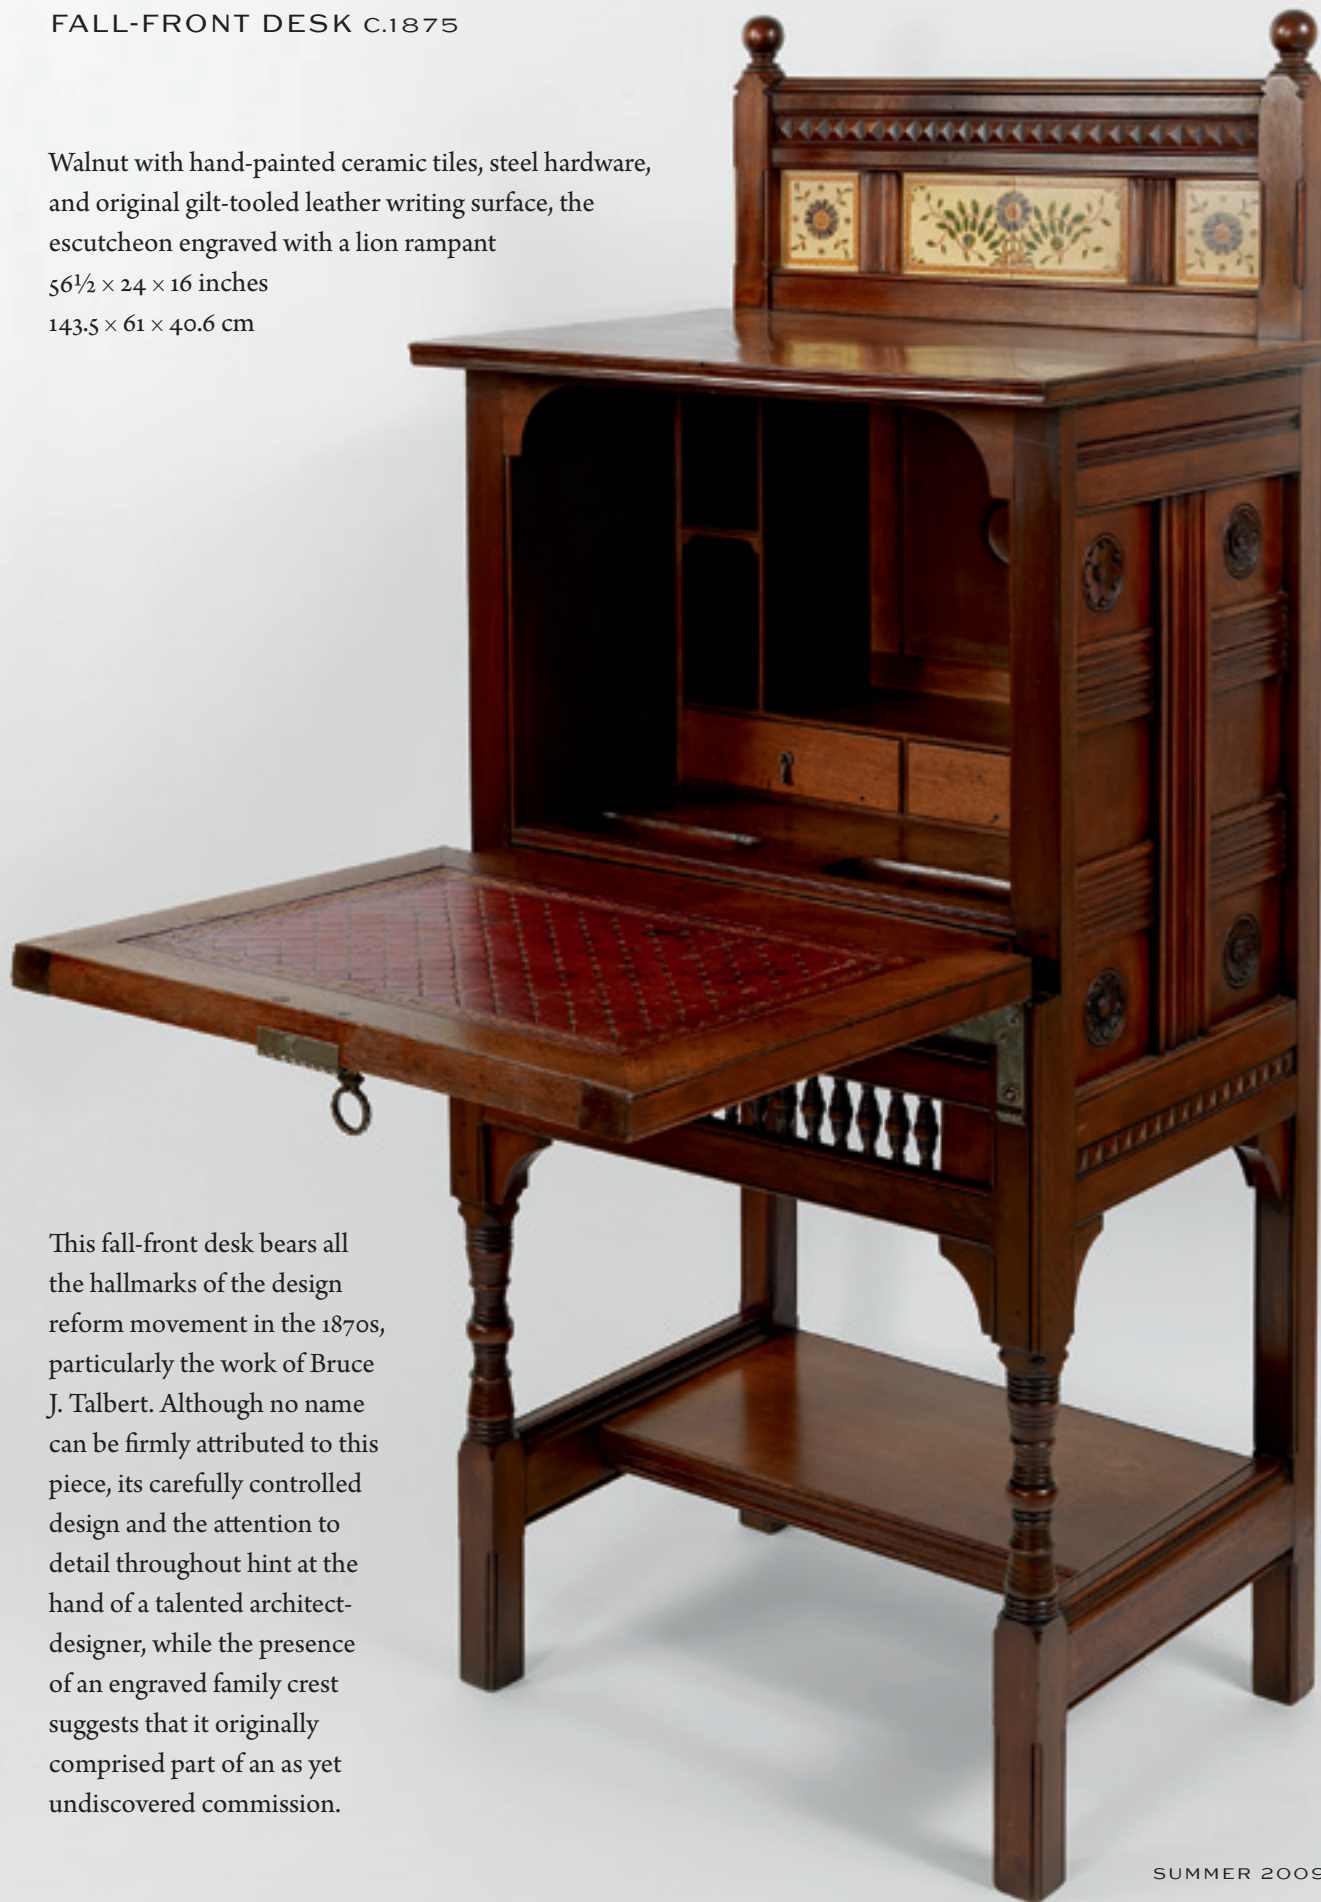 FALL-FRONT DESK C.1875
Walnut with hand-painted ceramic tiles, steel hardware,
and original gilt-tooled leather writing surface, the
escutcheon engraved with a lion rampant
56½ × 24 × 16 inches
143.5 × 61 × 40.6 cm
This fall-front desk bears all
the hallmarks of the design
reform movement in the 1870s,
particularly the work of Bruce
J. Talbert. Although no name
can be firmly attributed to this
piece, its carefully controlled
design and the attention to
detail throughout hint at the
hand of a talented architect-
designer, while the presence
of an engraved family crest
suggests that it originally
comprised part of an as yet
undiscovered commission.
SUMMER 2009